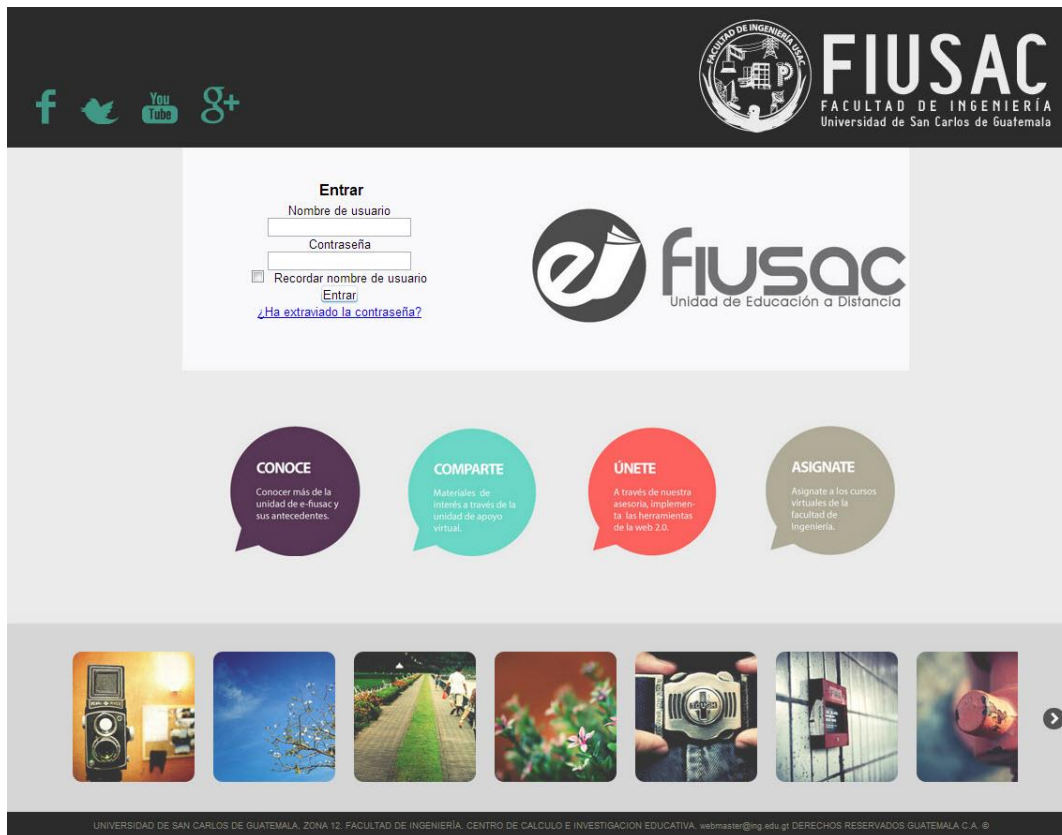 FACULTAD DE INGENIERÍA USAC
FIUSAC
FACULTAD DE INGENIERÍA
Universidad de San Carlos de Guatemala
f You Tube g+
Entrar
Nombre de usuario
Contraseña
Recordar nombre de usuario
Entrar
¿Ha extraviado la contraseña?
e fiusac
Unidad de Educación a Distancia
CONOCE
Conocer más de la
unidad de e-fiusac y
sus antecedentes.
COMPARTE
Materiales de
interés a través de la
unidad de apoyo
virtual.
ÚNETE
A través de nuestra
asesoría, implemen-
ta las herramientas
de la web 2.0.
ASIGNATE
Asignate a los cursos
virtuales de la
facultad de
Ingeniería.
TOUGH
UNIVERSIDAD DE SAN CARLOS DE GUATEMALA. ZONA 12. FACULTAD DE INGENIERÍA. CENTRO DE CALCULO E INVESTIGACION EDUCATIVA. webmaster@ing.edu.gt DERECHOS RESERVADOS GUATEMALA C.A. ®